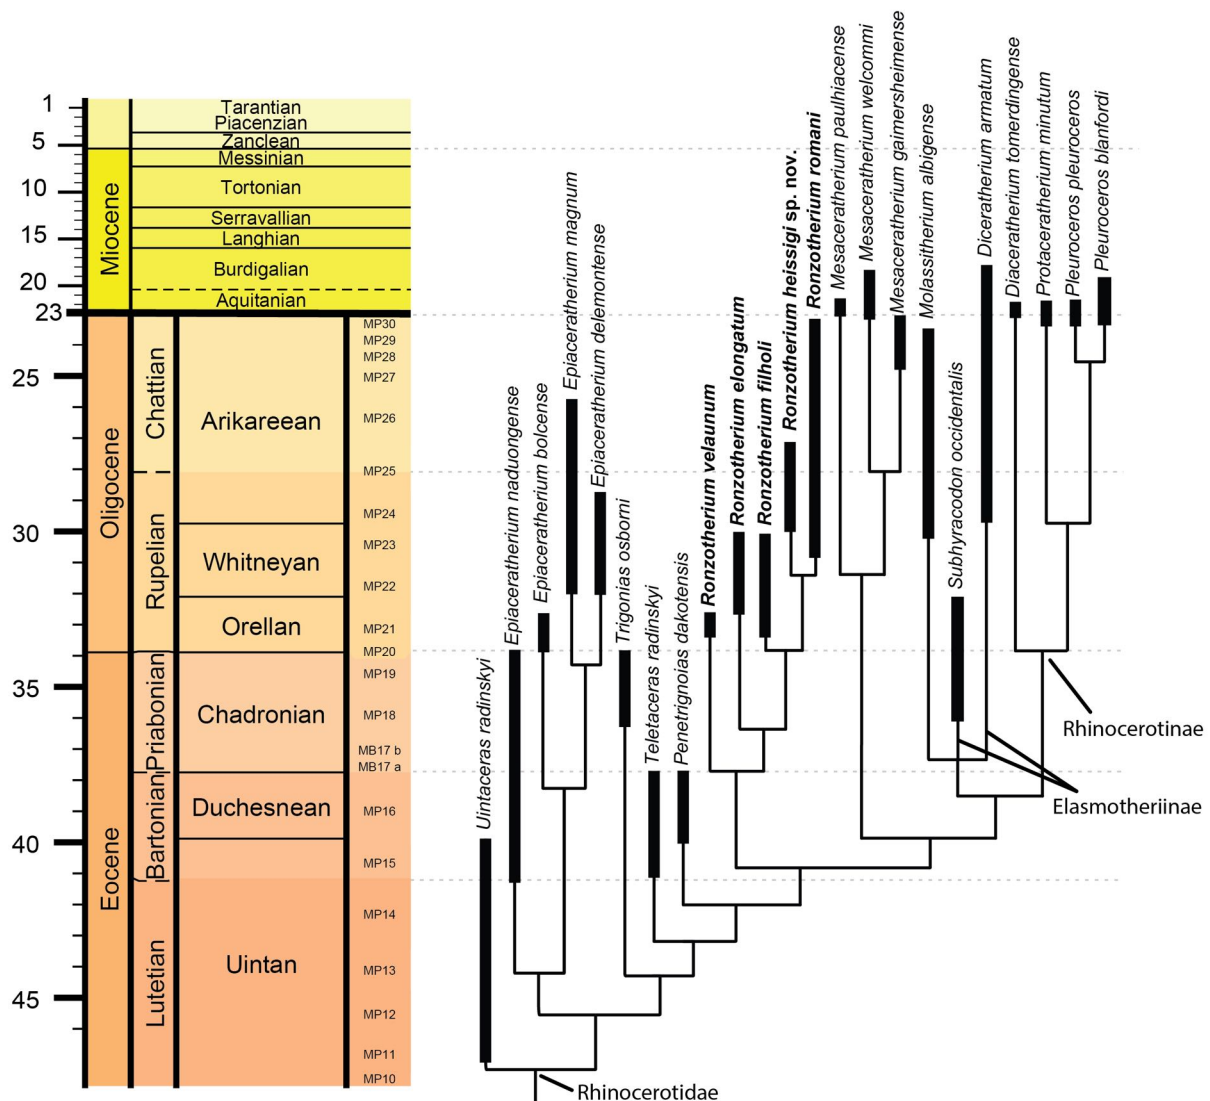 1
5
10
15
20
23
25
30
35
40
45
Miocene
Oligocene
Eocene
Tarantian
Piacenzian
Zanclean
Messinian
Tortonian
Serravallian
Langhian
Burdigalian
Aquitanian
Chattian
Rupelian
Priabonian
Bartonian
Lutetian
Arikareean
Whitneyan
Orellan
Chadronian
Duchesnean
Uintan
MP30
MP29
MP28
MP27
MP26
MP25
MP24
MP23
MP22
MP21
MP20
MP19
MP18
MB17 b
MB17 a
MP16
MP15
MP14
MP13
MP12
MP11
MP10
Uintaceras radinskyi
Epiaceratherium naduongense
Epiaceratherium bolcense
Epiaceratherium magnum
Epiaceratherium delemontense
Trigonias osborni
Teletaceras radinskyi
Penetrignoias dakotensis
Ronzotherium velaunum
Ronzotherium elongatum
Ronzotherium filholi
Ronzotherium heissigi sp. nov.
Ronzotherium romani
Mesaceratherium paulhiacense
Mesaceratherium welcommi
Mesaceratherium gaimersheimense
Molassitherium albigense
Subhyracodon occidentalis
Diceratherium armatum
Diaceratherium tomerdingense
Protaceratherium minutum
Pleuroceros pleuroceros
Pleuroceros blanfordi
Rhinocerotinae
Elasmotheriinae
Rhinocerotidae